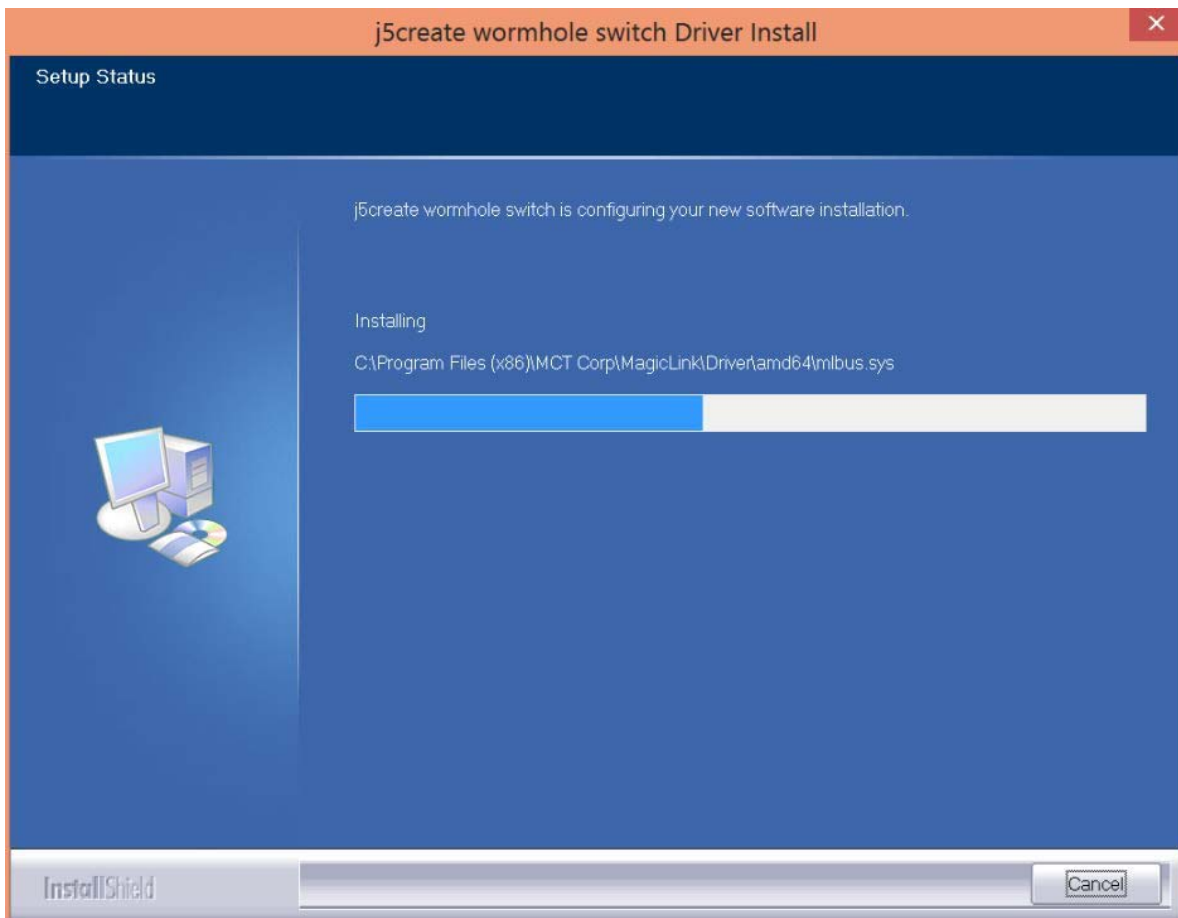 j5create wormhole switch Driver Install
Setup Status
j5create wormhole switch is configuring your new software installation.
Installing
C:\Program Files (x86)\MCT Corp\MagicLink\Driver\amd64\mlbus.sys
InstallShield
Cancel